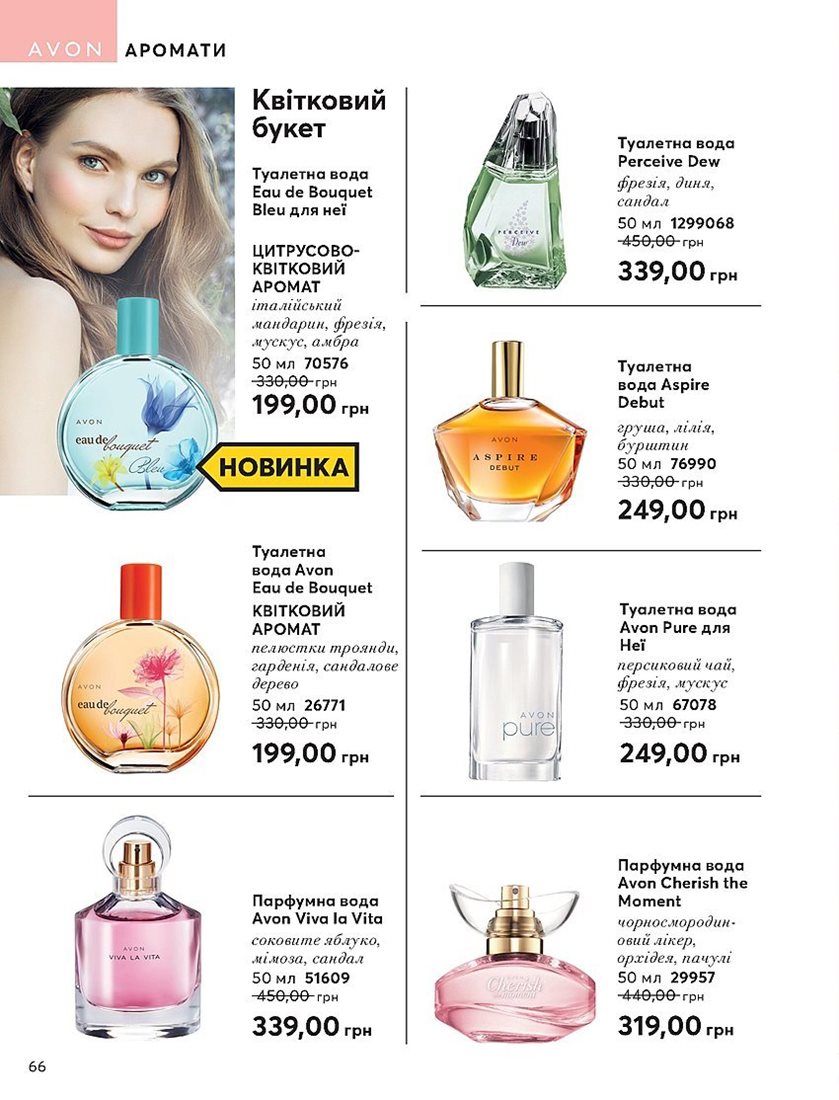 AVON АРОМАТИ
Квітковий
букет
Туалетна вода
Eau de Bouquet
Bleu для неї
ЦИТРУСОВО-
КВІТКОВИЙ
АРОМАТ
італійський
мандарин, фрезія,
мускус, амбра
50 мл 70576
330,00 грн
199,00 грн
AVON
eau de bouquet
Bleu
НОВИНКА
Туалетна
вода Avon
Eau de Bouquet
КВІТКОВИЙ
АРОМАТ
пелюстки троянди,
гарденія, сандалове
дерево
50 мл 26771
330,00 грн
199,00 грн
AVON
eau de bouquet
Парфумна вода
Avon Viva la Vita
соковите яблуко,
мімоза, сандал
50 мл 51609
450,00 грн
339,00 грн
AVON
VIVA LA VITA
Туалетна вода
Perceive Dew
фрезія, диня,
сандал
50 мл 1299068
450,00 грн
339,00 грн
PERCEIVE
Dew
Туалетна
вода Aspire
Debut
груша, лілія,
бурштин
50 мл 76990
330,00 грн
249,00 грн
AVON
ASPIRE
DEBUT
Туалетна вода
Avon Pure для
Неї
персиковий чай,
фрезія, мускус
50 мл 67078
330,00 грн
249,00 грн
AVON
pure
Парфумна вода
Avon Cherish the
Moment
чорносмородин-
овий лікер,
орхідея, пачулі
50 мл 29957
440,00 грн
319,00 грн
Cherish
the moment
66